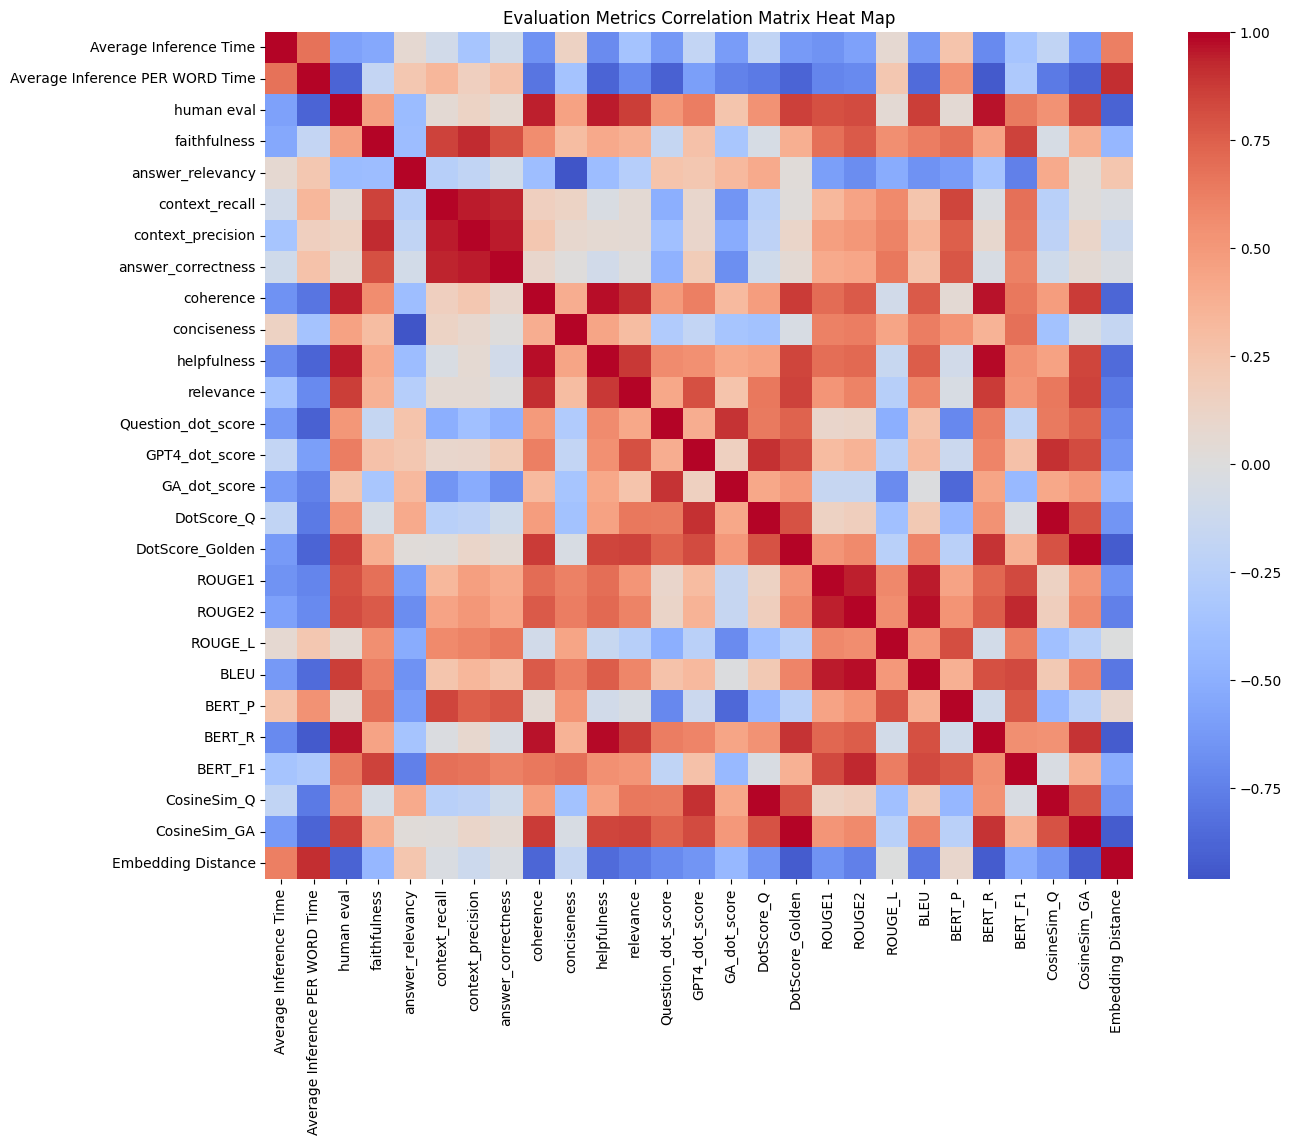 Evaluation Metrics Correlation Matrix Heat Map
Average Inference Time
Average Inference PER WORD Time
human eval
faithfulness
answer_relevancy
context_recall
context_precision
answer_correctness
coherence
conciseness
helpfulness
relevance
Question_dot_score
GPT4_dot_score
GA_dot_score
DotScore_Q
DotScore_Golden
ROUGE1
ROUGE2
ROUGE_L
BLEU
BERT_P
BERT_R
BERT_F1
CosineSim_Q
CosineSim_GA
Embedding Distance
Average Inference Time
Average Inference PER WORD Time
human eval
faithfulness
answer_relevancy
context_recall
context_precision
answer_correctness
coherence
conciseness
helpfulness
relevance
Question_dot_score
GPT4_dot_score
GA_dot_score
DotScore_Q
DotScore_Golden
ROUGE1
ROUGE2
ROUGE_L
BLEU
BERT_P
BERT_R
BERT_F1
CosineSim_Q
CosineSim_GA
Embedding Distance
1.00
0.75
0.50
0.25
0.00
−0.25
−0.50
−0.75